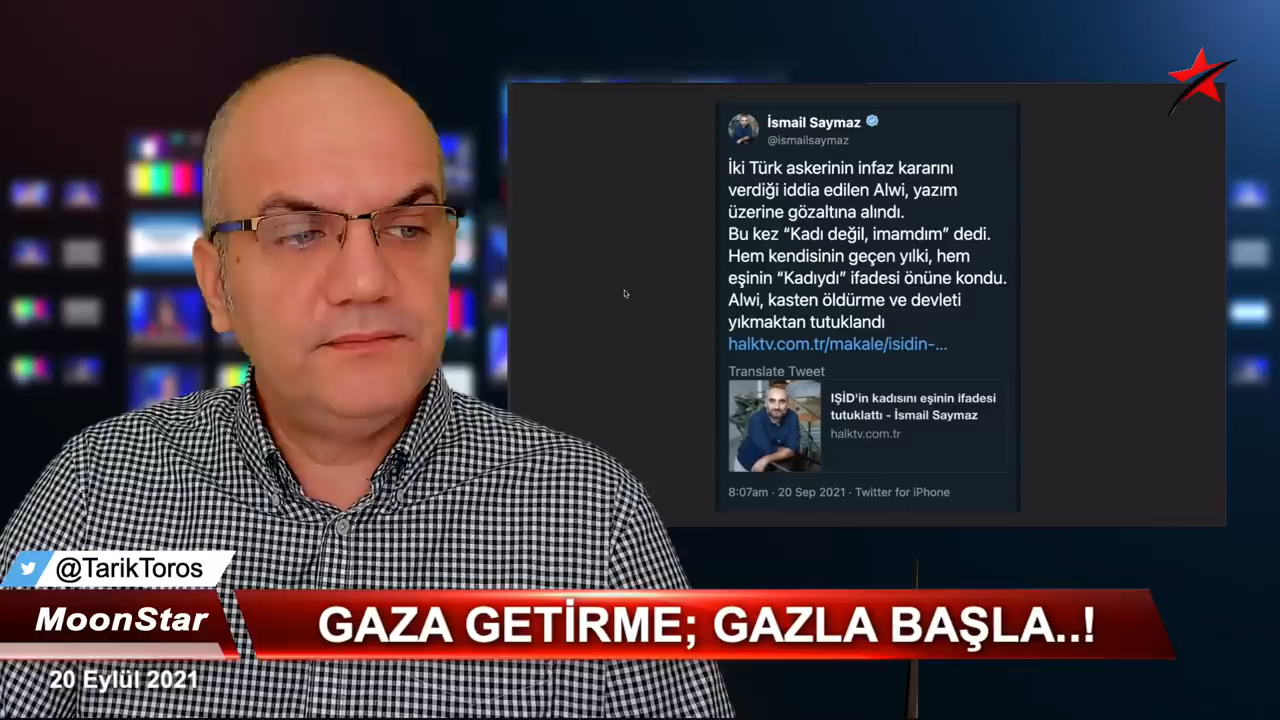 İsmail Saymaz
@ismailsaymaz
İki Türk askerinin infaz kararını
verdiği iddia edilen Alwi, yazım
üzerine gözaltına alındı.
Bu kez “Kadı değil, imamdım” dedi.
Hem kendisinin geçen yılki, hem
eşinin “Kadıydı” ifadesi önüne kondu.
Alwi, kasten öldürme ve devleti
yıkmaktan tutuklandı
halktv.com.tr/makale/isidin-...
Translate Tweet
IŞİD'in kadısını eşinin ifadesi
tutuklattı - İsmail Saymaz
halktv.com.tr
8:07am · 20 Sep 2021 · Twitter for iPhone
@TarikToros
MoonStar
GAZA GETİRME; GAZLA BAŞLA..!
20 Eylül 2021